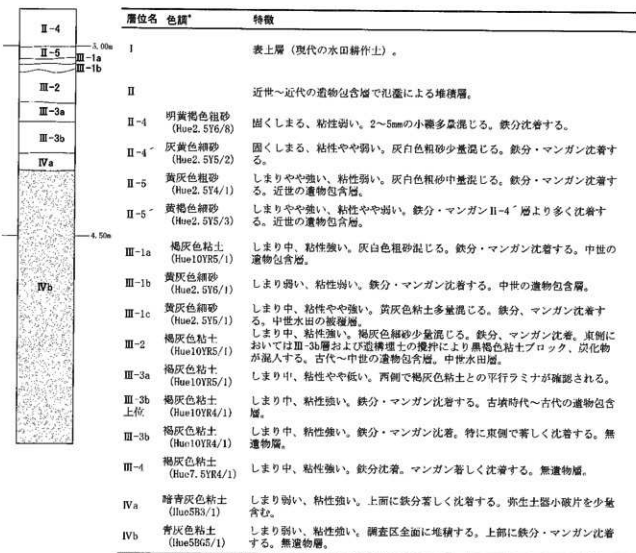 Ⅱ-4
5.00m
Ⅱ-5
Ⅲ-1a
Ⅲ-1b
Ⅲ-2
Ⅲ-3a
Ⅲ-3b
Ⅳa
4.50m
Ⅳb
層位名 色調* 特徴
Ⅰ 表土層（現代の水田耕作土）。
Ⅱ 近世～近代の遺物包含層で氾濫による堆積層。
Ⅱ-4 明黄褐色粗砂 (Hue2.5Y6/8) 固くしまる、粘性弱い。2～5mmの小礫多量混じる。鉄分沈着する。
Ⅱ-4´ 灰黄色細砂 (Hue2.5Y5/2) 固くしまる、粘性やや弱い。灰白色粗砂少量混じる。鉄分・マンガン沈着す
る。
Ⅱ-5 黄灰色粗砂 (Hue2.5Y4/1) しまりやや強い、粘性弱い。灰白色粗砂中量混じる。鉄分・マンガン沈着す
る。近世の遺物包含層。
Ⅱ-5´ 黄褐色細砂 (Hue2.5Y5/3) しまりやや強い、粘性やや弱い。鉄分・マンガンⅡ-4´層より多く沈着す
る。近世の遺物包含層。
Ⅲ-1a 褐灰色粘土 (Hue10YR5/1) しまり中、粘性強い。灰白色粗砂混じる。鉄分・マンガン沈着する。中世の
遺物包含層。
Ⅲ-1b 黄灰色細砂 (Hue2.5Y6/1) しまり弱い、粘性弱い。鉄分・マンガン沈着する。中世の遺物包含層。
Ⅲ-1c 黄灰色細砂 (Hue2.5Y5/1) しまり中、粘性やや強い。黄灰色粘土多量混じる。鉄分、マンガン沈着す
る。中世水田の被覆層。
Ⅲ-2 褐灰色粘土 (Hue10YR5/1) しまり中、粘性強い。褐灰色細砂少量混じる。鉄分、マンガン沈着。東側に
おいてはⅢ-3b層および遺構埋土の攪拌により黒褐色粘土ブロック、炭化物
が混入する。古代～中世の遺物包含層。中世水田層。
Ⅲ-3a 褐灰色粘土 (Hue10YR5/1) しまり中、粘性やや低い。西側で褐灰色粘土との平行ラミナが確認される。
Ⅲ-3b 上位 褐灰色粘土 (Hue10YR4/1) しまり中、粘性強い。鉄分・マンガン沈着する。古墳時代～古代の遺物包含
層。
Ⅲ-3b 褐灰色粘土 (Hue10YR4/1) しまり中、粘性強い。鉄分・マンガン沈着。特に東側で著しく沈着する。無
遺物層。
Ⅲ-4 褐灰色粘土 (Hue7.5YR4/1) しまり中、粘性強い。鉄分沈着。マンガン若しく沈着する。無遺物層。
Ⅳa 暗青灰色粘土 (Hue5B3/1) しまり弱い、粘性強い。上面に鉄分著しく沈着する。弥生土器小破片を少量
含む。
Ⅳb 青灰色粘土 (Hue5BG5/1) しまり弱い、粘性強い。調査区全面に堆積する。上部に鉄分・マンガン沈着
する。無遺物層。